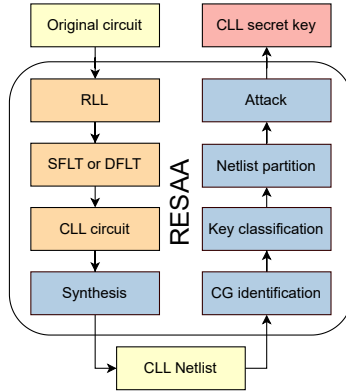 Original circuit
RLL
SFLT or DFLT
CLL circuit
Synthesis
CLL Netlist
CG identification
Key classification
Netlist partition
Attack
CLL secret key
RESAA